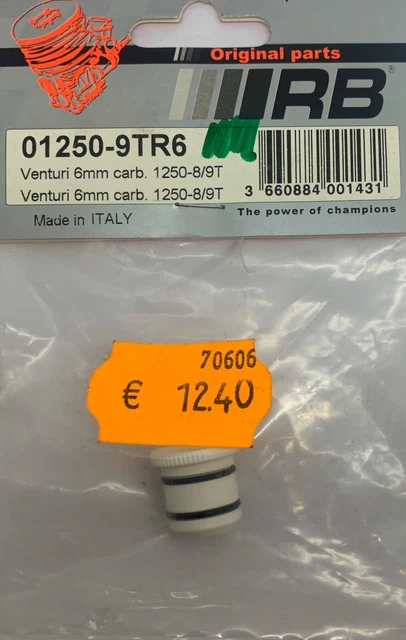 Original parts
RB®
01250-9TR6
Venturi 6mm carb. 1250-8/9T
Venturi 6mm carb. 1250-8/9T
3 660884 001431
Made in ITALY
The power of champions
70606
€ 12.40